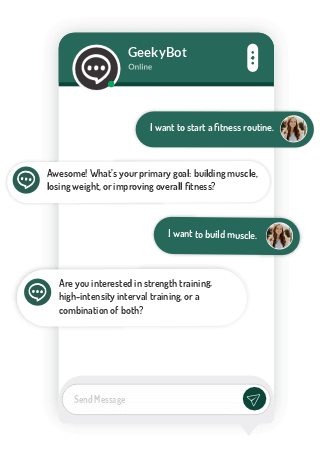 GeekyBot
Online
I want to start a fitness routine.
Awesome! What's your primary goal: building muscle,
losing weight, or improving overall fitness?
I want to build muscle.
Are you interested in strength training,
high-intensity interval training, or a
combination of both?
Send Message